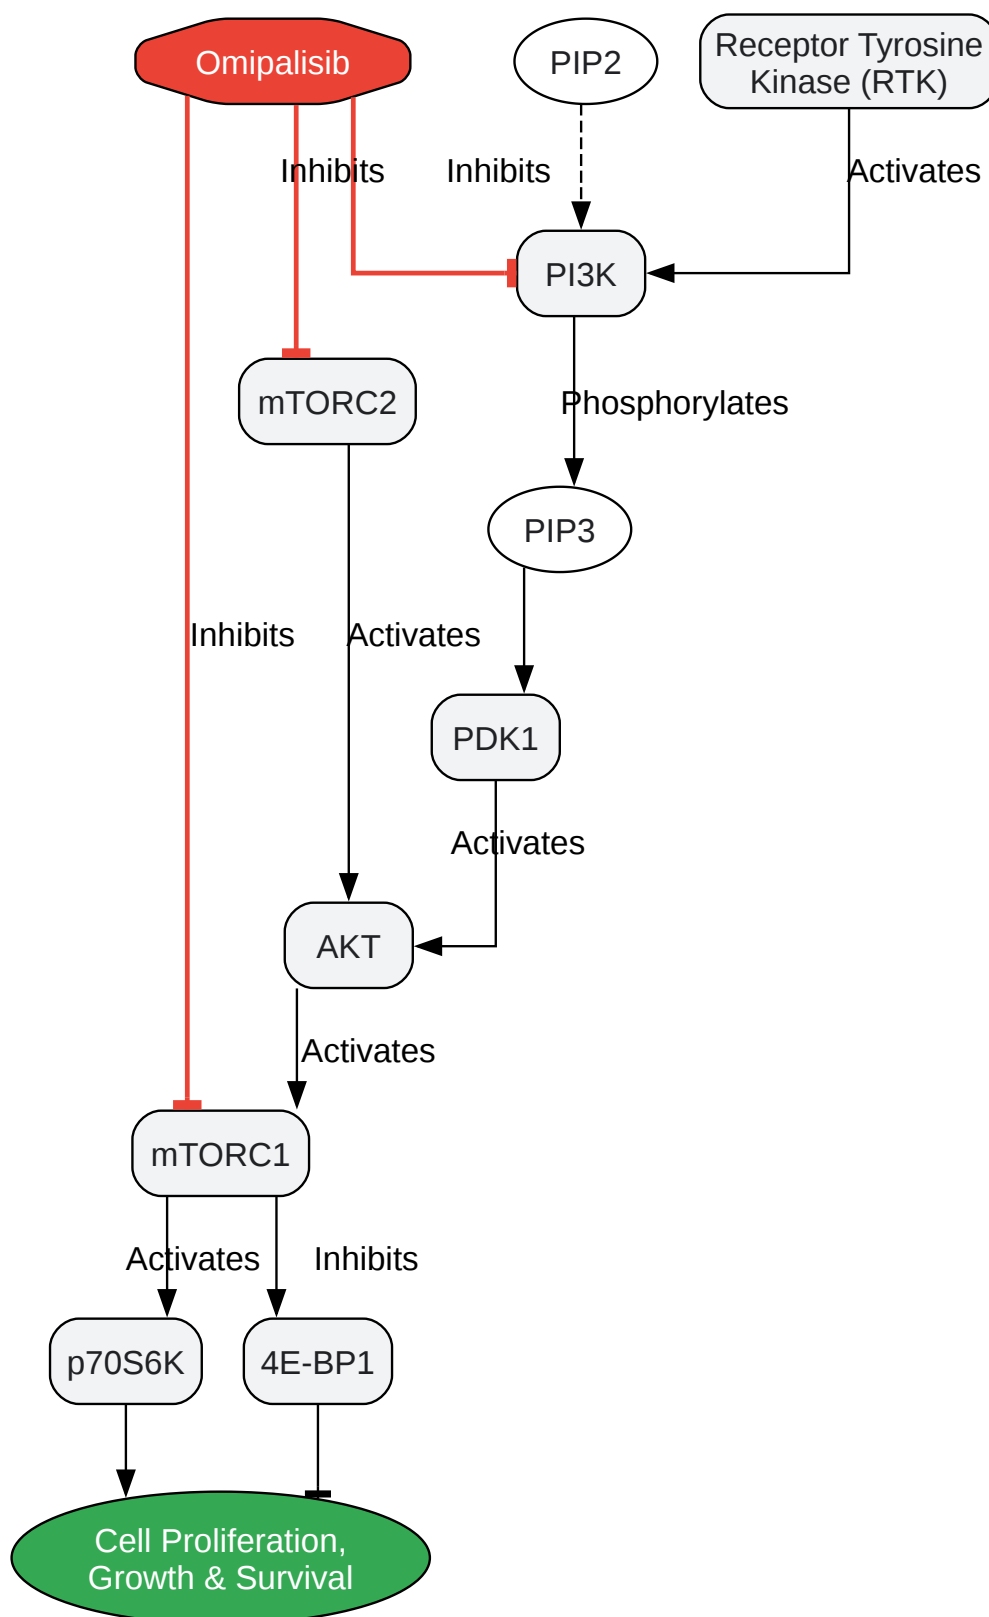 Omipalisib
PIP2
Receptor Tyrosine
Kinase (RTK)
Inhibits
Inhibits
Activates
PI3K
mTORC2
Phosphorylates
PIP3
Inhibits
Activates
PDK1
Activates
AKT
Activates
mTORC1
Activates
Inhibits
p70S6K
4E-BP1
Cell Proliferation,
Growth & Survival